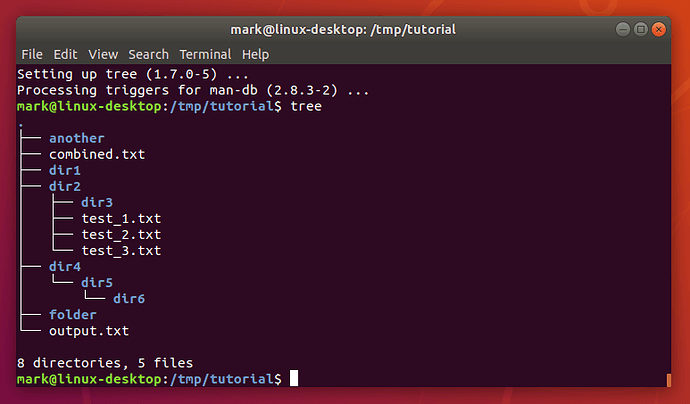 mark@linux-desktop: /tmp/tutorial
File Edit View Search Terminal Help
Setting up tree (1.7.0-5) ...
Processing triggers for man-db (2.8.3-2) ...
mark@linux-desktop:/tmp/tutorial$ tree
.
├── another
├── combined.txt
├── dir1
├── dir2
│   ├── dir3
│   ├── test_1.txt
│   ├── test_2.txt
│   └── test_3.txt
├── dir4
│   └── dir5
│       └── dir6
├── folder
└── output.txt

8 directories, 5 files
mark@linux-desktop:/tmp/tutorial$